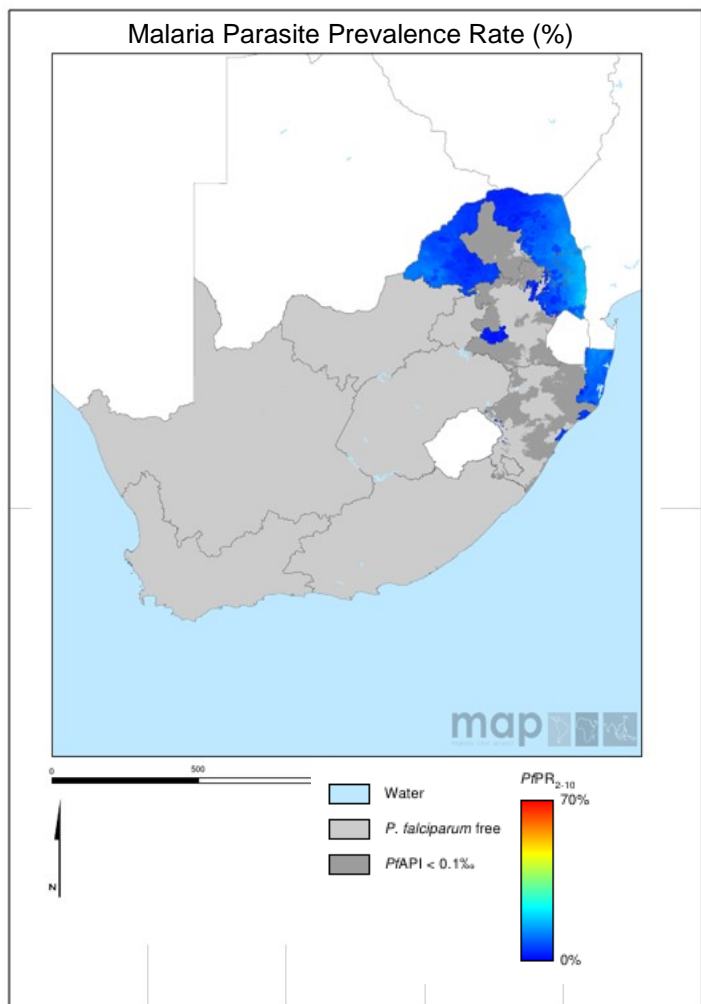 Malaria Parasite Prevalence Rate (%)
map
0 500
Water
P. falciparum free
PfAPI < 0.1‰
N
PfPR2-10
70%
0%